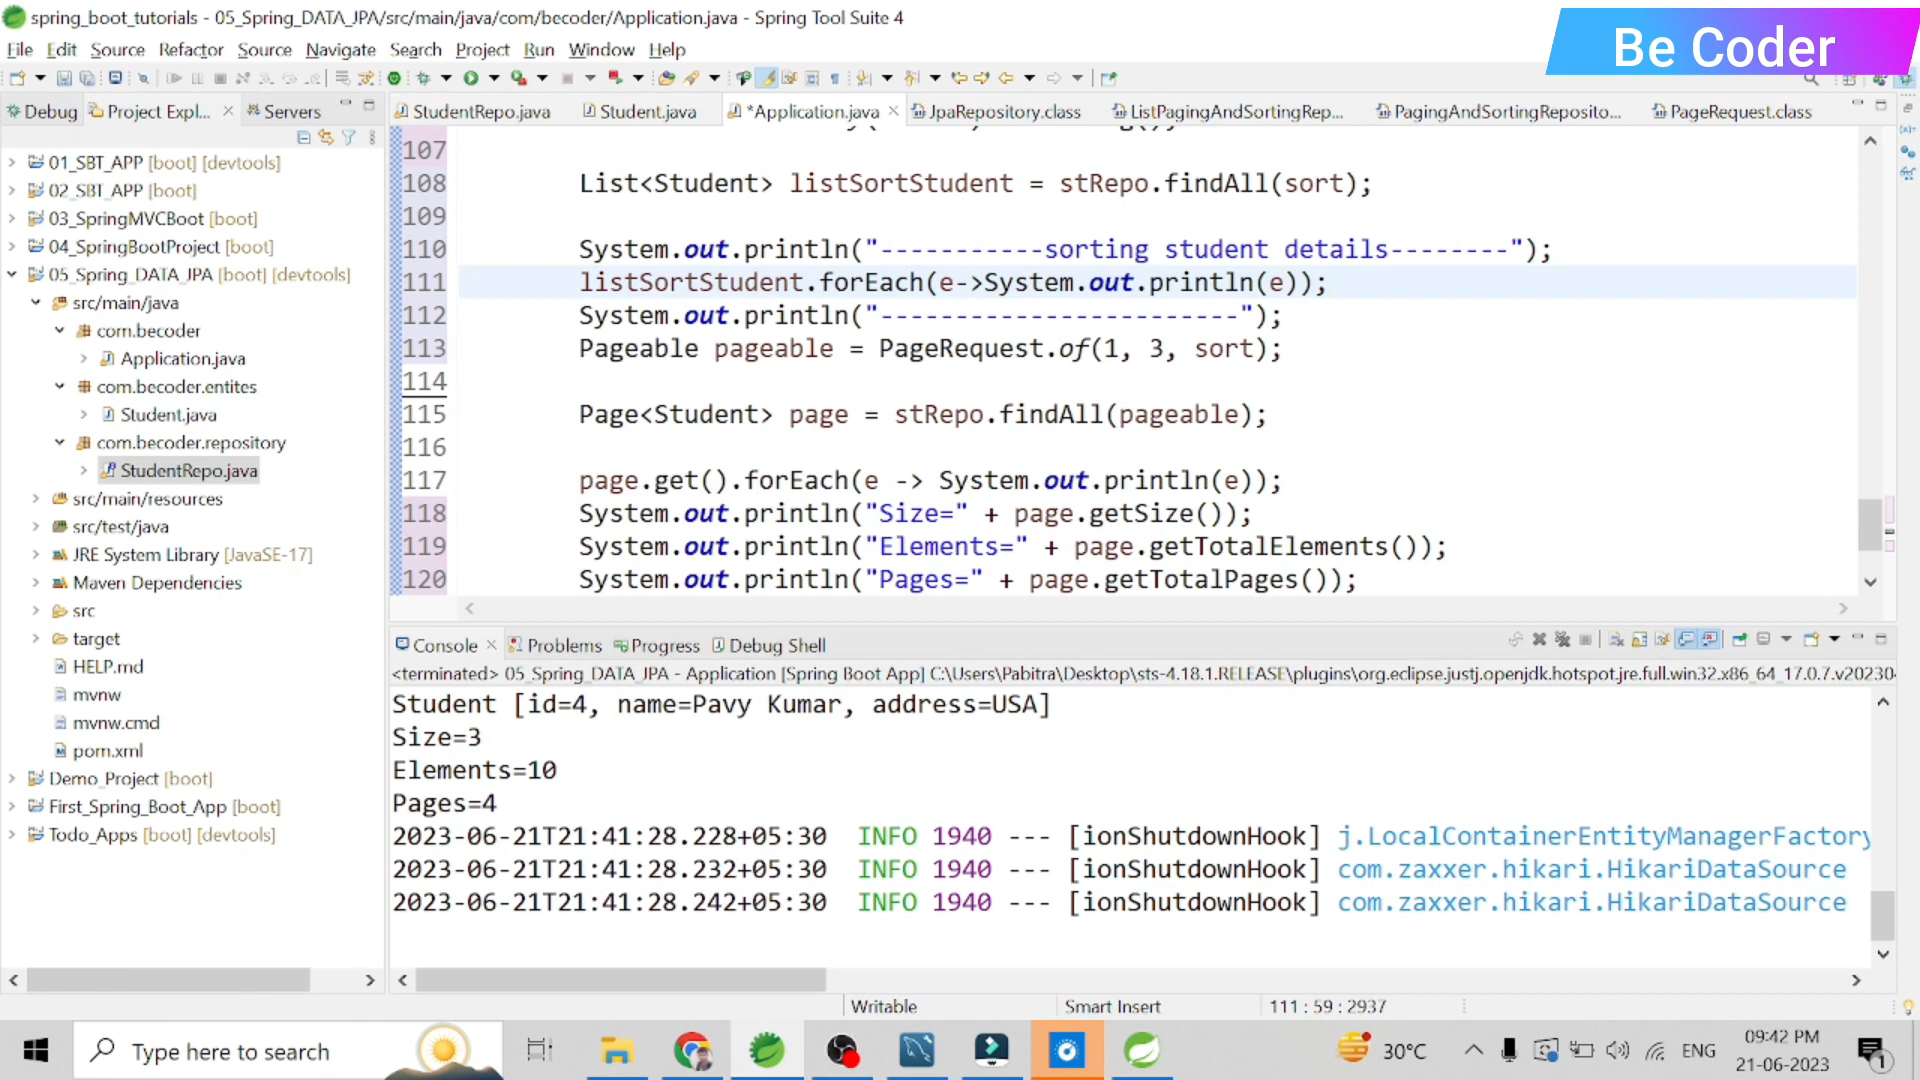 spring_boot_tutorials - 05_Spring_DATA_JPA/src/main/java/com/becoder/Application.java - Spring Tool Suite 4
Be Coder
File Edit Source Refactor Source Navigate Search Project Run Window Help
Debug Project Expl... Servers
StudentRepo.java Student.java *Application.java JpaRepository.class ListPagingAndSortingRep... PagingAndSortingReposito... PageRequest.class
01_SBT_APP [boot] [devtools]
02_SBT_APP [boot]
03_SpringMVCBoot [boot]
04_SpringBootProject [boot]
05_Spring_DATA_JPA [boot] [devtools]
src/main/java
com.becoder
Application.java
com.becoder.entites
Student.java
com.becoder.repository
StudentRepo.java
src/main/resources
src/test/java
JRE System Library [JavaSE-17]
Maven Dependencies
src
target
HELP.md
mvnw
mvnw.cmd
pom.xml
Demo_Project [boot]
First_Spring_Boot_App [boot]
Todo_Apps [boot] [devtools]
107
108 List<Student> listSortStudent = stRepo.findAll(sort);
109
110 System.out.println("-----------sorting student details--------");
111 listSortStudent.forEach(e->System.out.println(e));
112 System.out.println("------------------------");
113 Pageable pageable = PageRequest.of(1, 3, sort);
114
115 Page<Student> page = stRepo.findAll(pageable);
116
117 page.get().forEach(e -> System.out.println(e));
118 System.out.println("Size=" + page.getSize());
119 System.out.println("Elements=" + page.getTotalElements());
120 System.out.println("Pages=" + page.getTotalPages());
Console Problems Progress Debug Shell
<terminated> 05_Spring_DATA_JPA - Application [Spring Boot App] C:\Users\Pabitra\Desktop\sts-4.18.1.RELEASE\plugins\org.eclipse.justj.openjdk.hotspot.jre.full.win32.x86_64_17.0.7.v20230
Student [id=4, name=Pavy Kumar, address=USA]
Size=3
Elements=10
Pages=4
2023-06-21T21:41:28.228+05:30 INFO 1940 --- [ionShutdownHook] j.LocalContainerEntityManagerFactory
2023-06-21T21:41:28.232+05:30 INFO 1940 --- [ionShutdownHook] com.zaxxer.hikari.HikariDataSource
2023-06-21T21:41:28.242+05:30 INFO 1940 --- [ionShutdownHook] com.zaxxer.hikari.HikariDataSource
Writable Smart Insert 111 : 59 : 2937
Type here to search
30°C ENG 09:42 PM
21-06-2023
1